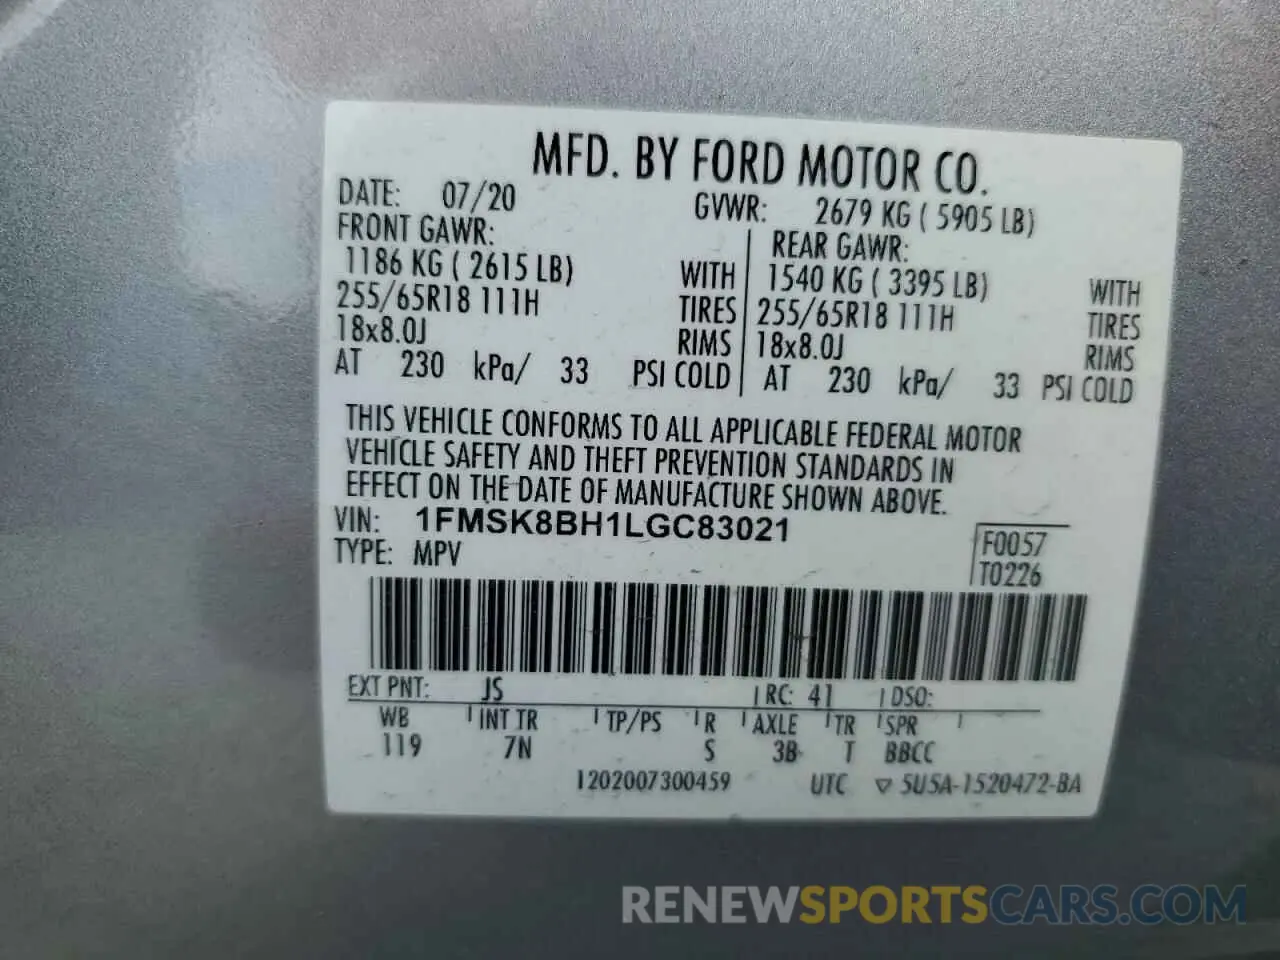 MFD. BY FORD MOTOR CO.
DATE: 07/20 GVWR: 2679 KG ( 5905 LB)
FRONT GAWR: REAR GAWR:
1186 KG ( 2615 LB) WITH 1540 KG ( 3395 LB) WITH
255/65R18 111H TIRES 255/65R18 111H TIRES
18x8.0J RIMS 18x8.0J RIMS
AT 230 kPa/ 33 PSI COLD AT 230 kPa/ 33 PSI COLD
THIS VEHICLE CONFORMS TO ALL APPLICABLE FEDERAL MOTOR
VEHICLE SAFETY AND THEFT PREVENTION STANDARDS IN
EFFECT ON THE DATE OF MANUFACTURE SHOWN ABOVE.
VIN: 1FMSK8BH1LGC83021 F0057
TYPE: MPV T0226
EXT PNT: JS RC: 41 DSO:
WB INT TR TP/PS R AXLE TR SPR
119 7N S 3B T BBCC
1202007300459 UTC ▽ 5U5A-1520472-BA
RENEWSPORTSCARS.COM